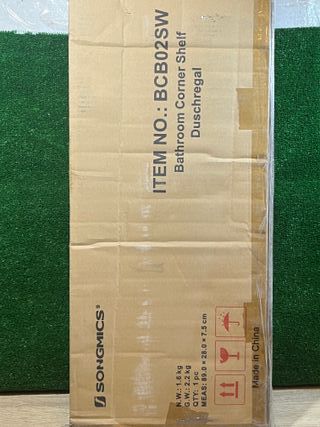 SONGMICS®
ITEM NO.: BCB02SW
Bathroom Corner Shelf
Duschregal
N.W.: 1.6 kg
G.W.: 2.2 kg
QTY: 1 pc
MEAS: 89.0 × 28.0 × 7.5 cm
Made in China